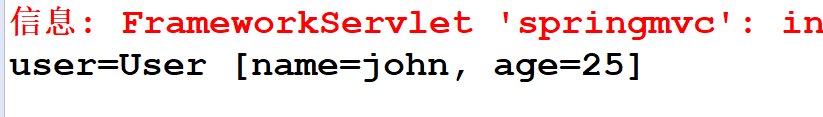 信息: FrameworkServlet 'springmvc': in
user=User [name=john, age=25]